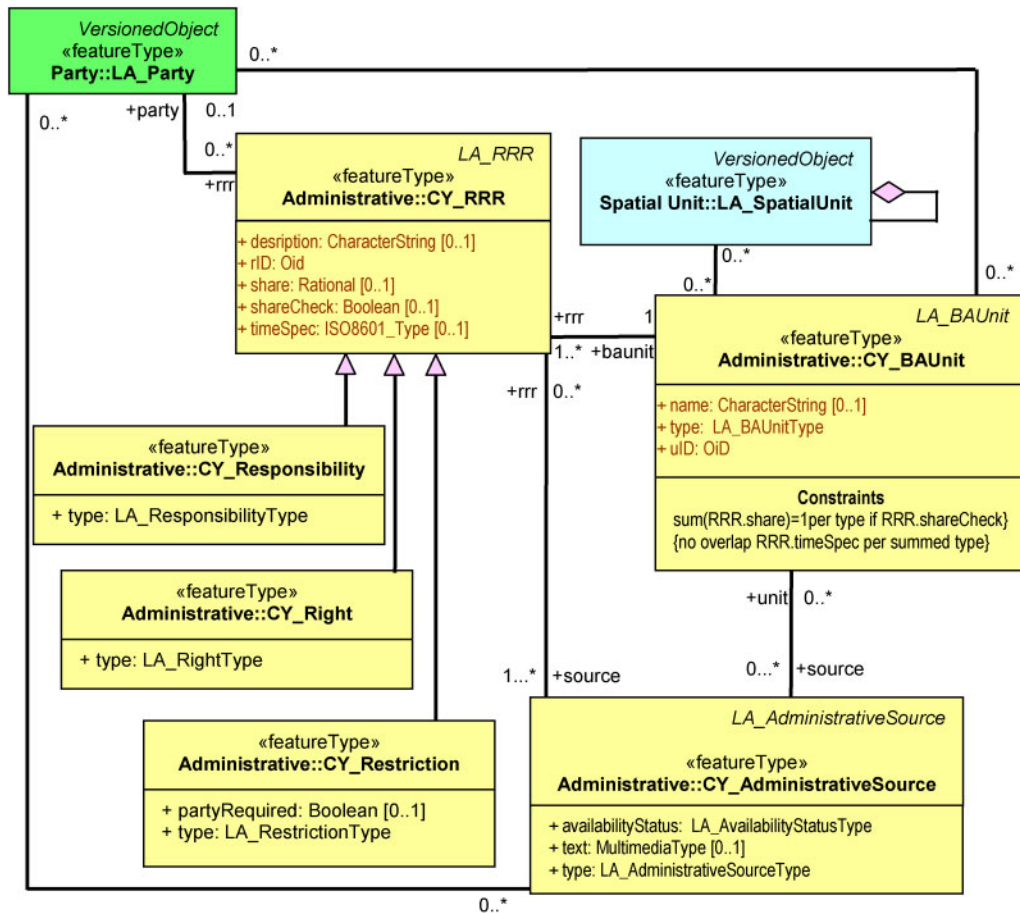 VersionedObject
«featureType»
Party::LA_Party
0..*
0..*
+party
0..1
0..*
+rrr
LA_RRR
«featureType»
Administrative::CY_RRR
+ desription: CharacterString [0..1]
+ rID: Oid
+ share: Rational [0..1]
+ shareCheck: Boolean [0..1]
+ timeSpec: ISO8601_Type [0..1]
VersionedObject
«featureType»
Spatial Unit::LA_SpatialUnit
0..*
0..*
0..*
+rrr
1
1..*
+baunit
+rrr
0..*
LA_BAUnit
«featureType»
Administrative::CY_BAUnit
+ name: CharacterString [0..1]
+ type: LA_BAUnitType
+ uID: OiD
Constraints
sum(RRR.share)=1per type if RRR.shareCheck}
{no overlap RRR.timeSpec per summed type}
«featureType»
Administrative::CY_Responsibility
+ type: LA_ResponsibilityType
«featureType»
Administrative::CY_Right
+ type: LA_RightType
+unit
0..*
1...*
+source
0...*
+source
«featureType»
Administrative::CY_Restriction
+ partyRequired: Boolean [0..1]
+ type: LA_RestrictionType
LA_AdministrativeSource
«featureType»
Administrative::CY_AdministrativeSource
+ availabilityStatus: LA_AvailabilityStatusType
+ text: MultimediaType [0..1]
+ type: LA_AdministrativeSourceType
0..*